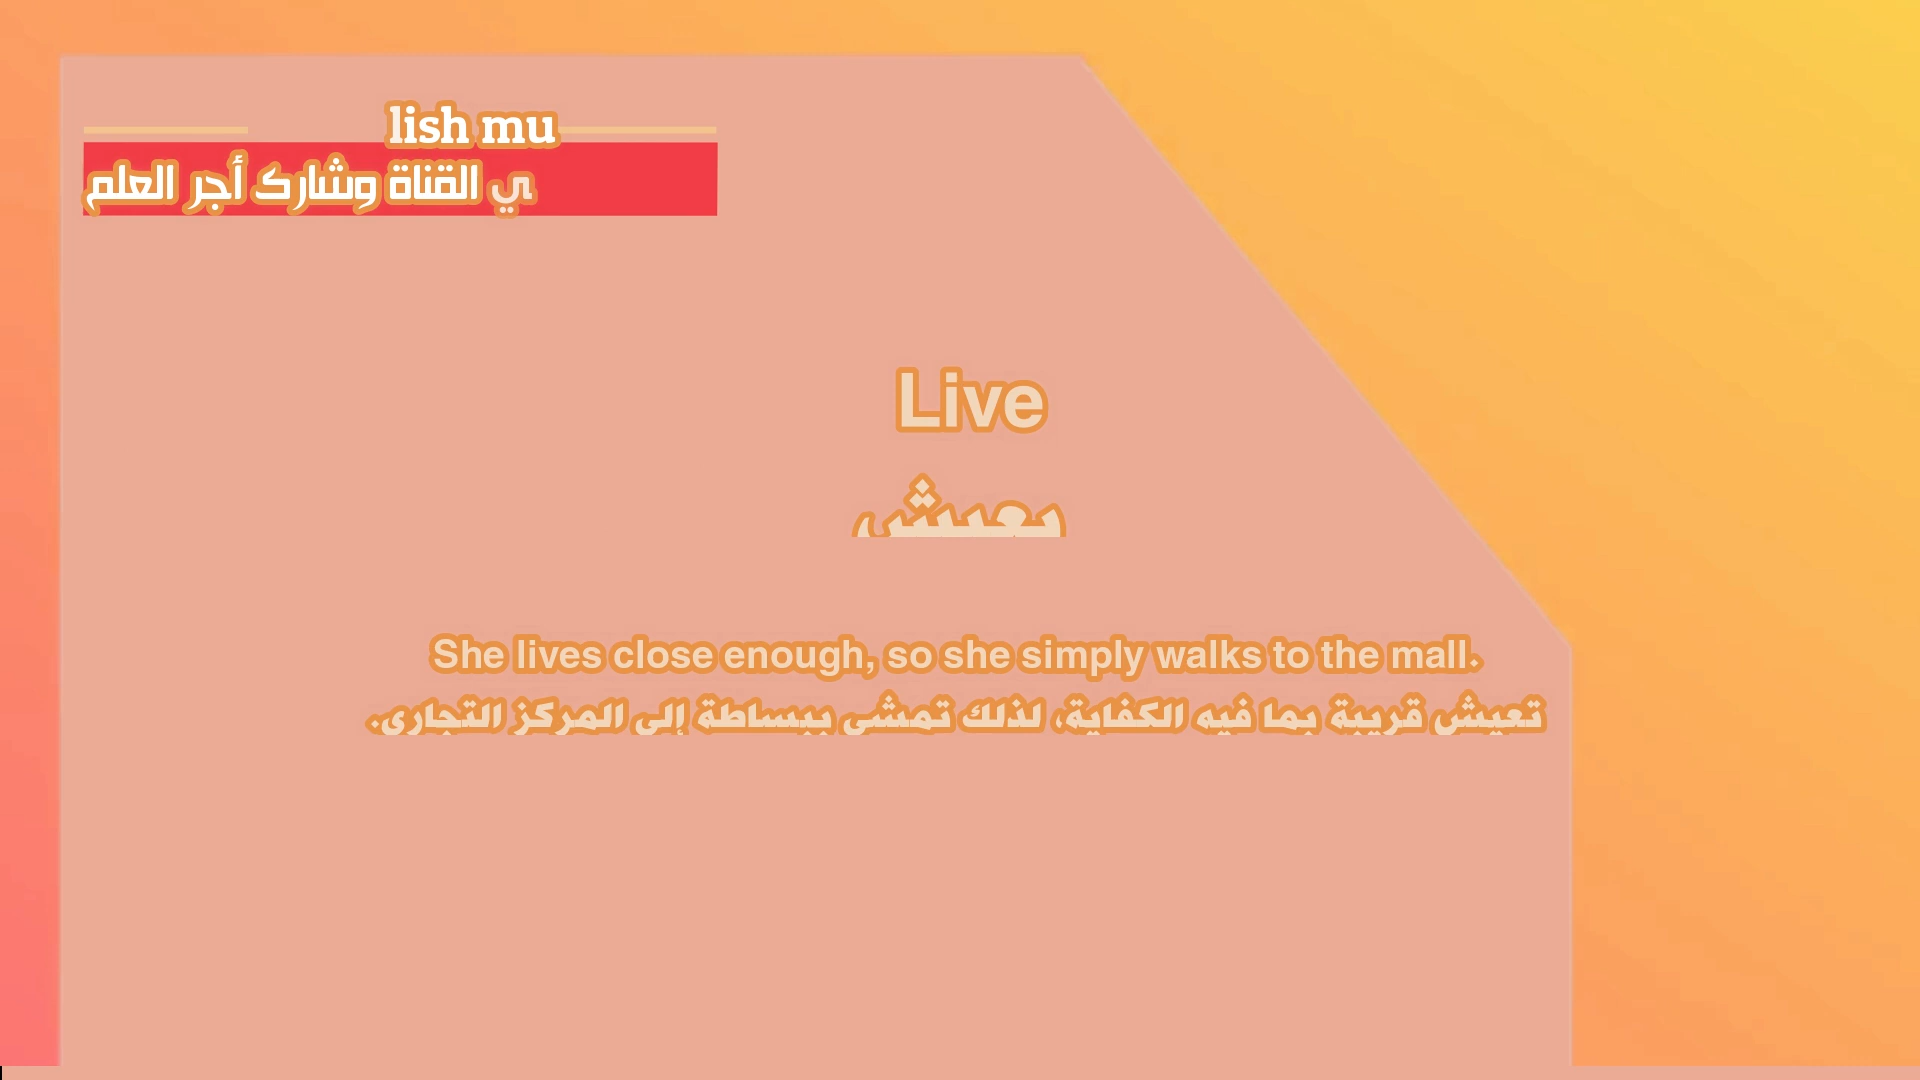 lish mu
ي القناة وشارك أجر العلم
Live
يعيش
She lives close enough, so she simply walks to the mall.
تعيش قريبة بما فيه الكفاية، لذلك تمشي ببساطة إلى المركز التجاري.